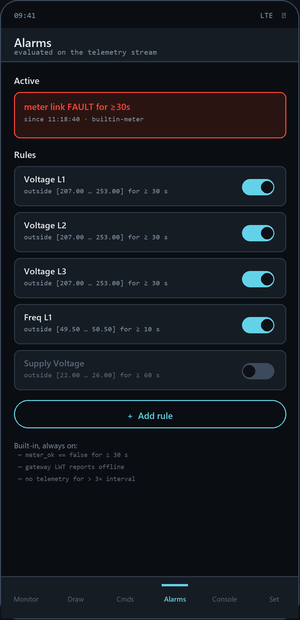 09:41
LTE
Alarms
evaluated on the telemetry stream
Active
meter link FAULT for ≥30s
since 11:18:40 · builtin-meter
Rules
Voltage L1
outside [207.00 … 253.00] for ≥ 30 s
Voltage L2
outside [207.00 … 253.00] for ≥ 30 s
Voltage L3
outside [207.00 … 253.00] for ≥ 30 s
Freq L1
outside [49.50 … 50.50] for ≥ 10 s
Supply Voltage
outside [22.00 … 26.00] for ≥ 60 s
+ Add rule
Built-in, always on:
— meter_ok == false for ≥ 30 s
— gateway LWT reports offline
— no telemetry for > 3× interval
Monitor
Draw
Cmds
Alarms
Console
Set